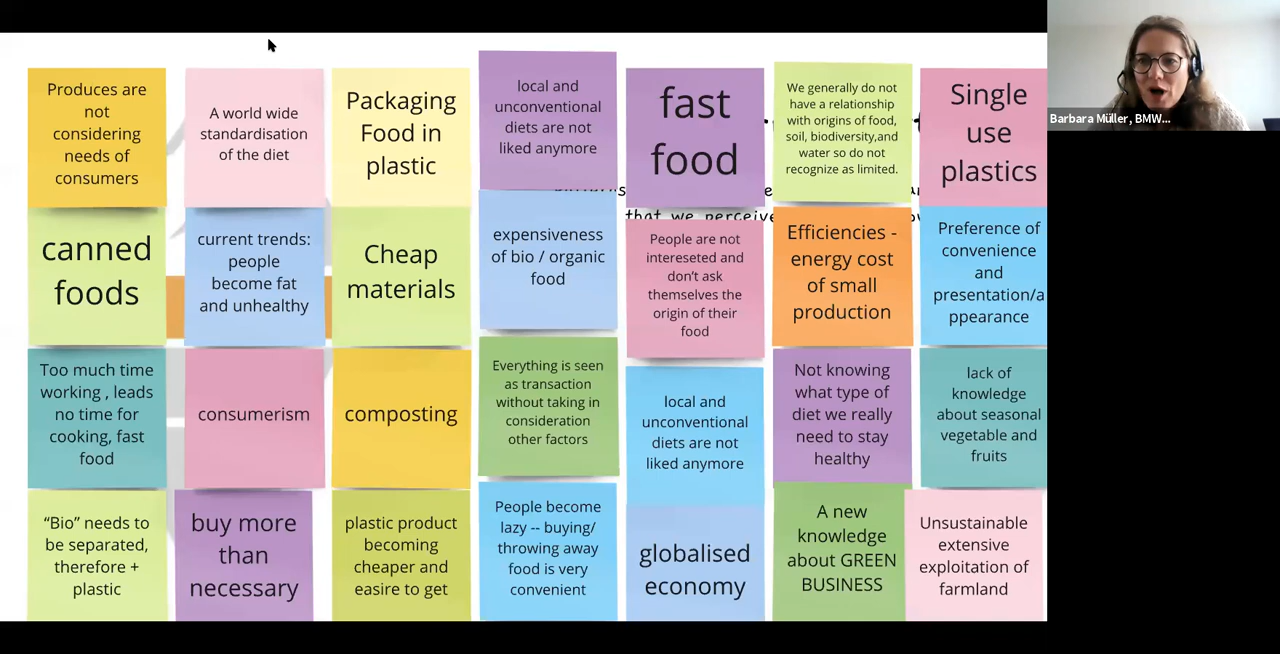 Produces are
not
considering
needs of
consumers
A world wide
standardisation
of the diet
Packaging
Food in
plastic
local and
unconventional
diets are not
liked anymore
fast
food
We generally do not
have a relationship
with origins of food,
soil, biodiversity,and
water so do not
recognize as limited.
Single
use
plastics
Barbara Müller, BMW...
that we perceive
canned
foods
current trends:
people
become fat
and unhealthy
Cheap
materials
expensiveness
of bio / organic
food
People are not
intereseted and
don't ask
themselves the
origin of their
food
Efficiencies -
energy cost
of small
production
Preference of
convenience
and
presentation/a
ppearance
Too much time
working , leads
no time for
cooking, fast
food
consumerism
composting
Everything is seen
as transaction
without taking in
consideration
other factors
local and
unconventional
diets are not
liked anymore
Not knowing
what type of
diet we really
need to stay
healthy
lack of
knowledge
about seasonal
vegetable and
fruits
“Bio” needs to
be separated,
therefore +
plastic
buy more
than
necessary
plastic product
becoming
cheaper and
easire to get
People become
lazy -- buying/
throwing away
food is very
convenient
globalised
economy
A new
knowledge
about GREEN
BUSINESS
Unsustainable
extensive
exploitation of
farmland